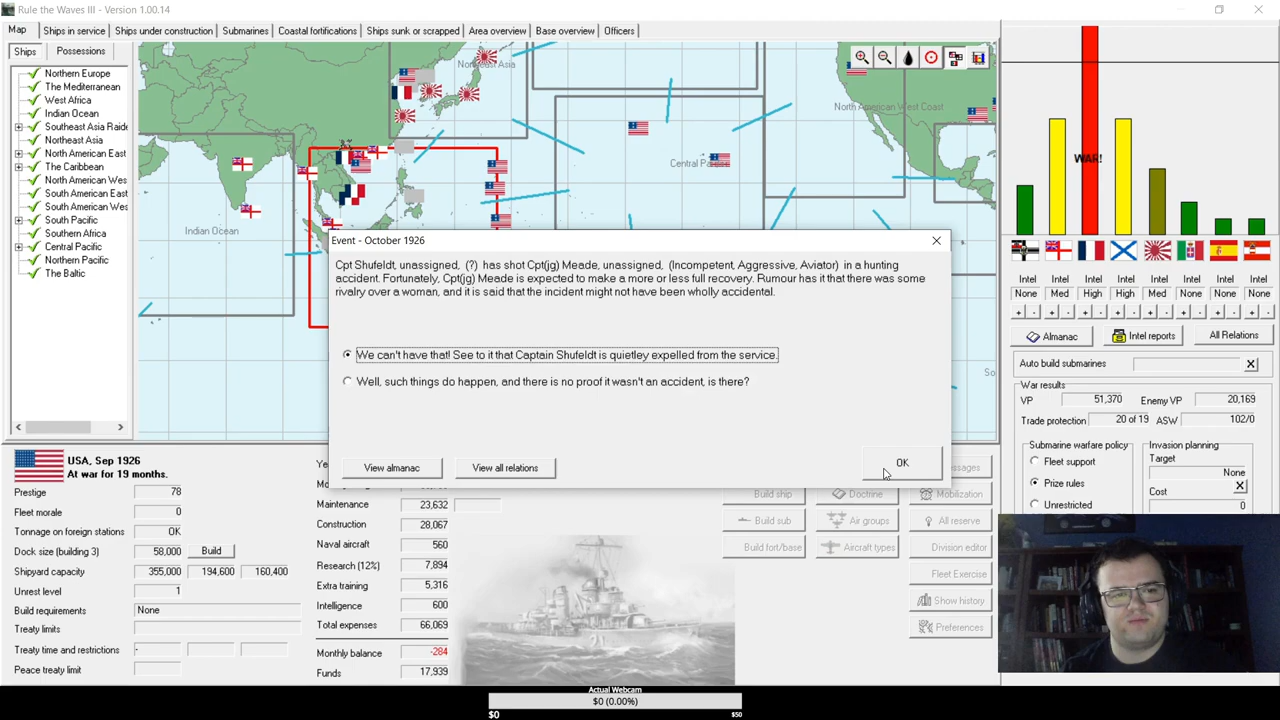 Rule the Waves III - Version 1.00.14
Map
Ships in service
Ships under construction
Submarines
Coastal fortifications
Ships sunk or scrapped
Area overview
Base overview
Officers
Ships
Possessions
Northern Europe
The Mediterranean
West Africa
Indian Ocean
Southeast Asia Raide
Northeast Asia
North American East
The Caribbean
North American Wes
South American East
South American Wes
South Pacific
Southern Africa
Central Pacific
Northern Pacific
The Baltic
Northeast Asia
North American West Coast
Central Pacific
Indian Ocean
So
WAR!
Event - October 1926
Cpt Shufeldt, unassigned, (?) has shot Cpt(jg) Meade, unassigned, (Incompetent, Aggressive, Aviator) in a hunting
accident. Fortunately, Cpt(jg) Meade is expected to make a more or less full recovery. Rumour has it that there was some
rivalry over a woman, and it is said that the incident might not have been wholly accidental.
We can't have that! See to it that Captain Shufeldt is quietley expelled from the service.
Well, such things do happen, and there is no proof it wasn't an accident, is there?
View almanac
View all relations
OK
Intel Intel Intel Intel Intel Intel Intel Intel
None Med High High Med None None None
+ - + - + - + - + - + - + - + -
Almanac
Intel reports
All Relations
Auto build submarines
War results
VP 51,370 Enemy VP 20,169
Trade protection 20 of 19 ASW 102/0
Submarine warfare policy
Fleet support
Prize rules
Unrestricted
Invasion planning
Target
None
Cost
0
USA, Sep 1926
At war for 19 months.
Prestige 78
Fleet morale 0
Tonnage on foreign stations OK
Dock size (building 3) 58,000 Build
Shipyard capacity 355,000 194,600 160,400
Unrest level 1
Build requirements None
Treaty limits
Treaty time and restrictions -
Peace treaty limit
Maintenance 23,632
Construction 28,067
Naval aircraft 560
Research (12%) 7,894
Extra training 5,316
Intelligence 600
Total expenses 66,069
Monthly balance -284
Funds 17,939
Build ship
Doctrine
Mobilization
Build sub
Air groups
All reserve
Build fort/base
Aircraft types
Division editor
Fleet Exercise
Show history
Preferences
Actual Webcam
$0 (0.00%)
$0
$50